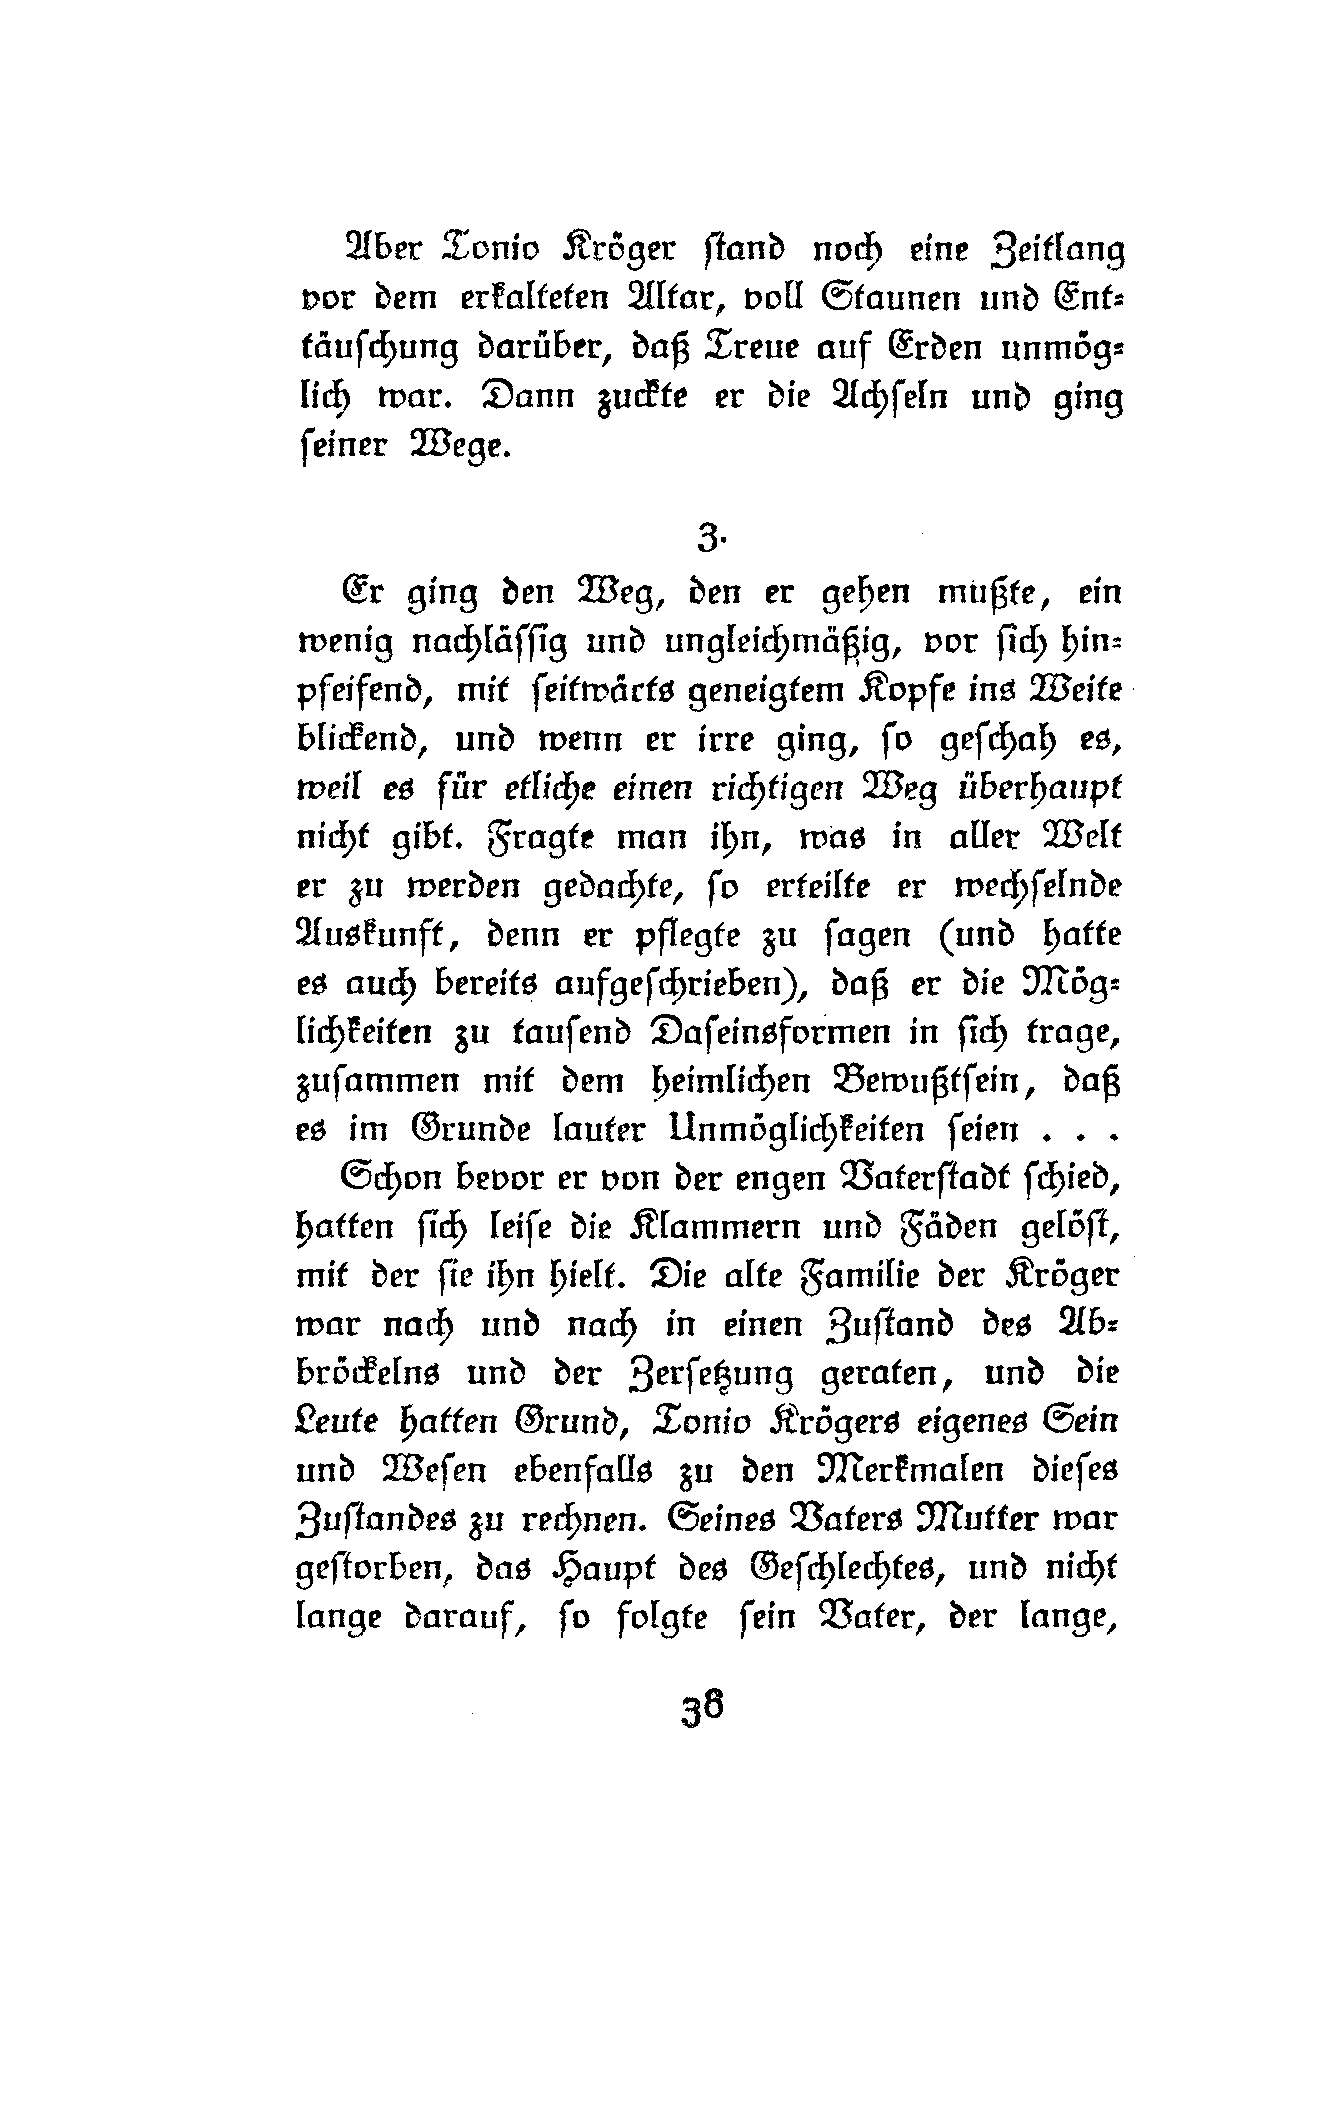 Aber Tonio Kröger ſtand noch eine Zeitlang
vor dem erkalteten Altar, voll Staunen und Ent⸗
täuſchung darüber, daß Treue auf Erden unmög⸗
lich war. Dann zuckte er die Achſeln und ging
ſeiner Wege.
3.
Er ging den Weg, den er gehen mußte, ein
wenig nachläſſig und ungleichmäßig, vor ſich hin⸗
pfeifend, mit ſeitwärts geneigtem Kopfe ins Weite
blickend, und wenn er irre ging, ſo geſchah es,
weil es für etliche einen richtigen Weg überhaupt
nicht gibt. Fragte man ihn, was in aller Welt
er zu werden gedachte, ſo erteilte er wechſelnde
Auskunft, denn er pflegte zu ſagen (und hatte
es auch bereits aufgeſchrieben), daß er die Mög⸗
lichkeiten zu tauſend Daſeinsformen in ſich trage,
zuſammen mit dem heimlichen Bewußtſein, daß
es im Grunde lauter Unmöglichkeiten ſeien . . .
Schon bevor er von der engen Vaterſtadt ſchied,
hatten ſich leiſe die Klammern und Fäden gelöſt,
mit der ſie ihn hielt. Die alte Familie der Kröger
war nach und nach in einen Zuſtand des Ab⸗
bröckelns und der Zerſetzung geraten, und die
Leute hatten Grund, Tonio Krögers eigenes Sein
und Weſen ebenfalls zu den Merkmalen dieſes
Zuſtandes zu rechnen. Seines Vaters Mutter war
geſtorben, das Haupt des Geſchlechtes, und nicht
lange darauf, ſo folgte ſein Vater, der lange,
38